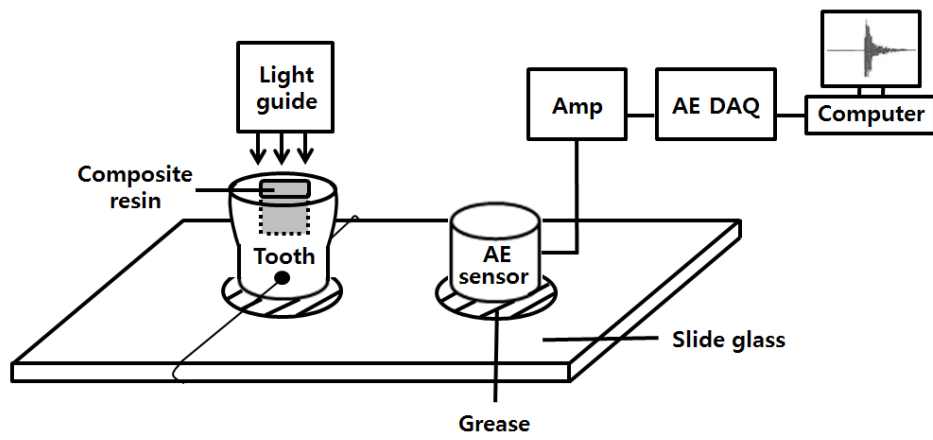 Light
guide
Amp
AE DAQ
Computer
Composite
resin
Tooth
AE
sensor
Slide glass
Grease